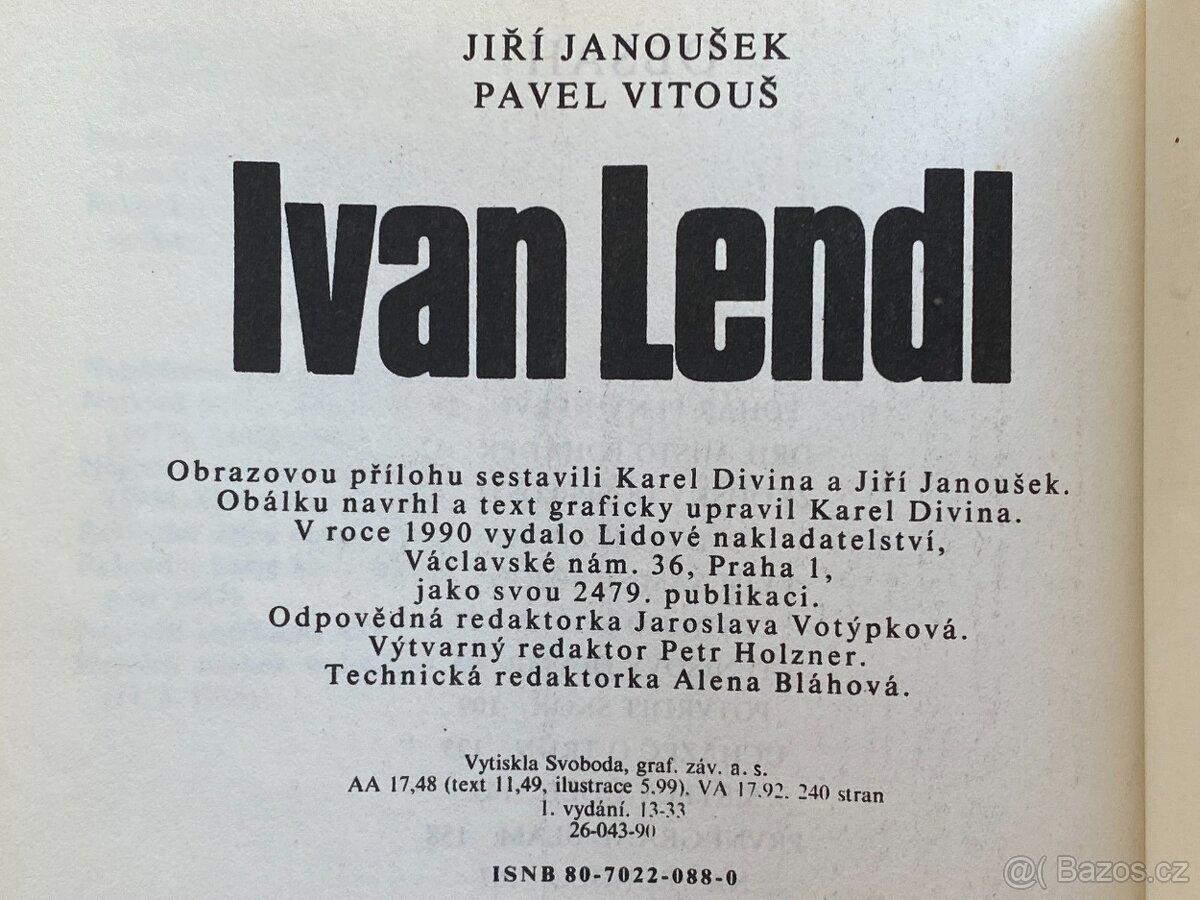 JIŘÍ JANOUŠEK
PAVEL VITOUŠ
Ivan Lendl
Obrazovou přílohu sestavili Karel Divina a Jiří Janoušek.
Obálku navrhl a text graficky upravil Karel Divina.
V roce 1990 vydalo Lidové nakladatelství,
Václavské nám. 36, Praha 1,
jako svou 2479. publikaci.
Odpovědná redaktorka Jaroslava Votýpková.
Výtvarný redaktor Petr Holzner.
Technická redaktorka Alena Bláhová.
Vytiskla Svoboda, graf. záv. a. s.
AA 17,48 (text 11,49, ilustrace 5.99). VA 17.92. 240 stran
1. vydání. 13-33
26-043-90
ISNB 80-7022-088-0
@( Bazos.cz